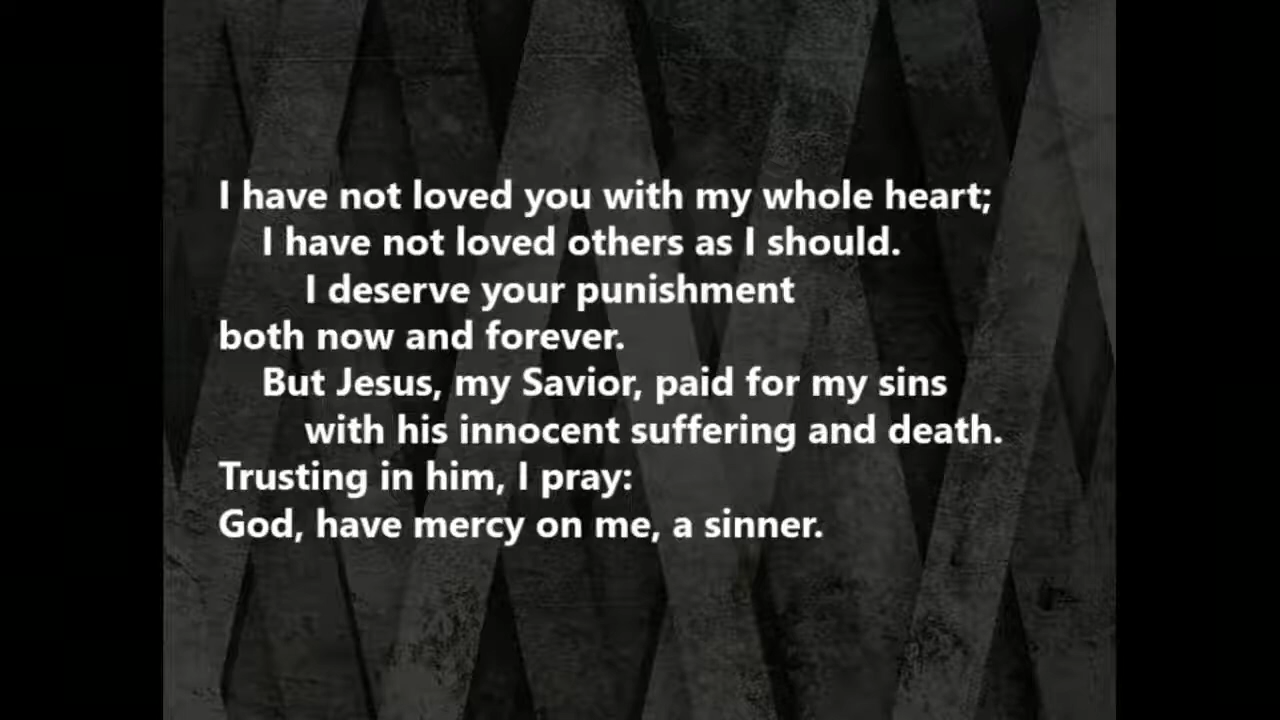 I have not loved you with my whole heart;
I have not loved others as I should.
I deserve your punishment
both now and forever.
But Jesus, my Savior, paid for my sins
with his innocent suffering and death.
Trusting in him, I pray:
God, have mercy on me, a sinner.